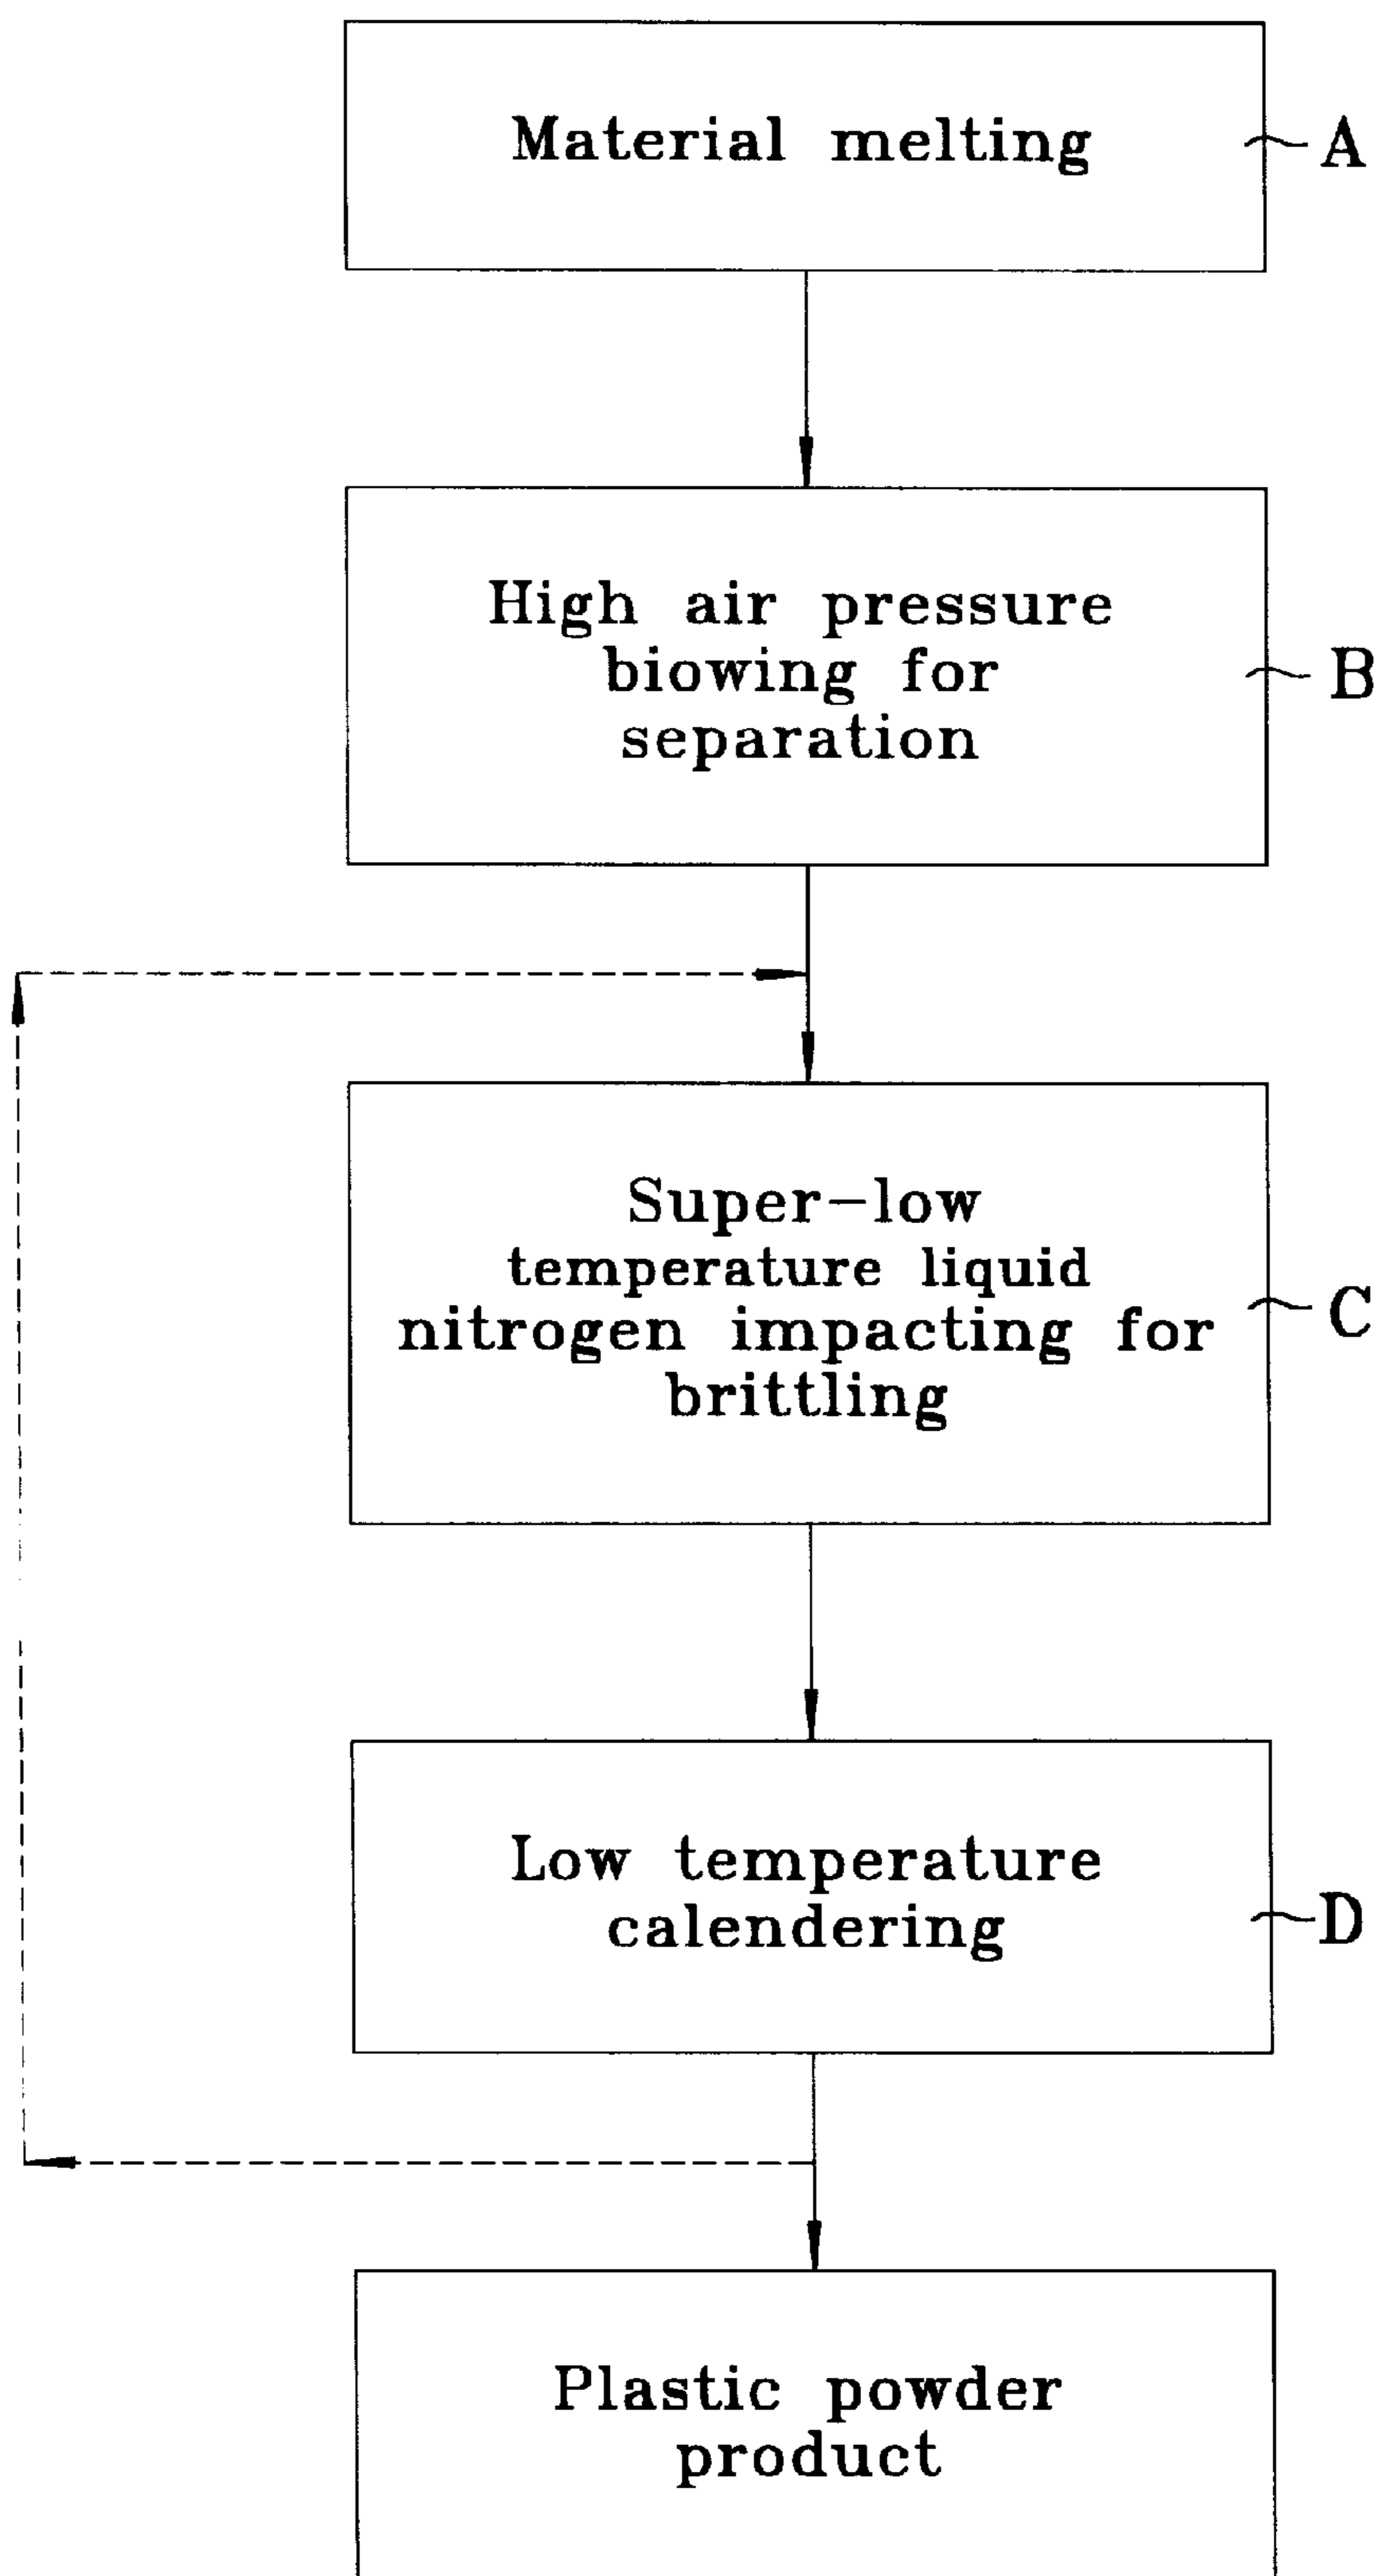 Material melting
A
High air pressure
biowing for
separation
B
Super-low
temperature liquid
nitrogen impacting for
brittling
C
Low temperature
calendering
D
Plastic powder
product